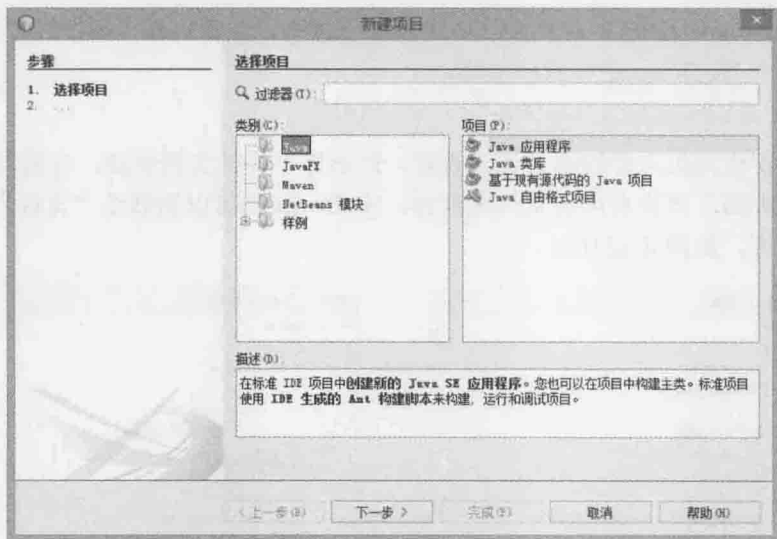 新建项目
步骤
1. 选择项目
2. ...
选择项目
过滤器(I):
类别(C):
Java
JavaFX
Maven
NetBeans 模块
样例
项目(P):
Java 应用程序
Java 类库
基于现有源代码的 Java 项目
Java 自由格式项目
描述(D):
在标准 IDE 项目中创建新的 Java SE 应用程序。您也可以在项目中构建主类。标准项目
使用 IDE 生成的 Ant 构建脚本来构建，运行和调试项目。
<上一步(B)
下一步 >
完成(F)
取消
帮助(H)